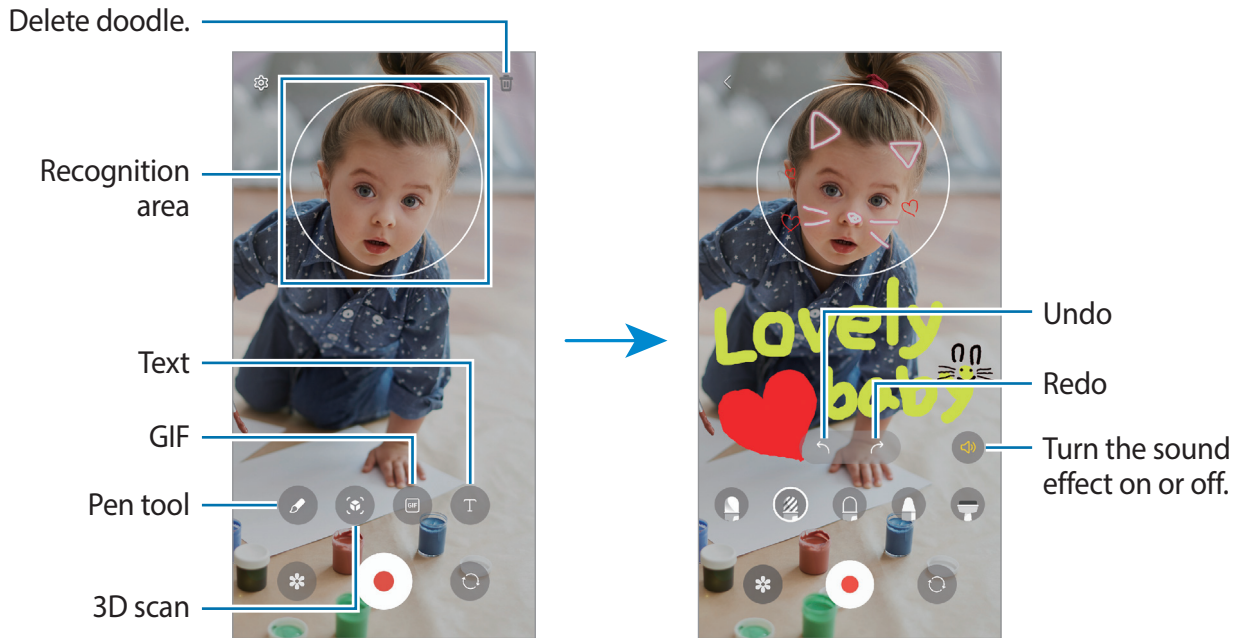 Delete doodle.
Recognition
area
Text
GIF
Pen tool
3D scan
GIF
T
Lovely
baby
Undo
Redo
Turn the sound
effect on or off.